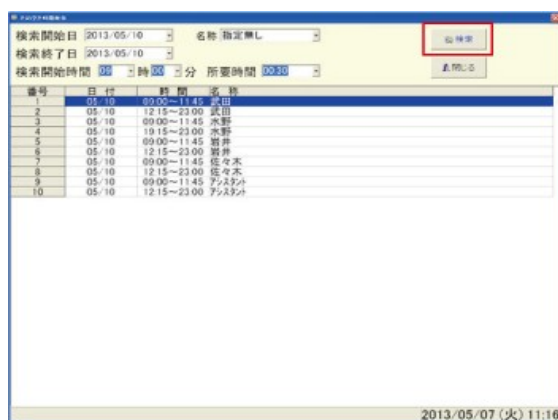 検索開始日 2013/05/10 名称 指定無し 検索
検索終了日 2013/05/10
検索開始時間 09 時 00 分 所要時間 00:30 閉じる
番号 日 付 時 間 名 称
1 05/10 09:00～11:45 武田
2 05/10 12:15～23:00 武田
3 05/10 09:00～11:45 水野
4 05/10 19:15～23:00 水野
5 05/10 09:00～11:45 岩井
6 05/10 12:15～23:00 岩井
7 05/10 09:00～11:45 佐々木
8 05/10 12:15～23:00 佐々木
9 05/10 09:00～11:45 アシスタント
10 05/10 12:15～23:00 アシスタント
2013/05/07 (火) 11:16